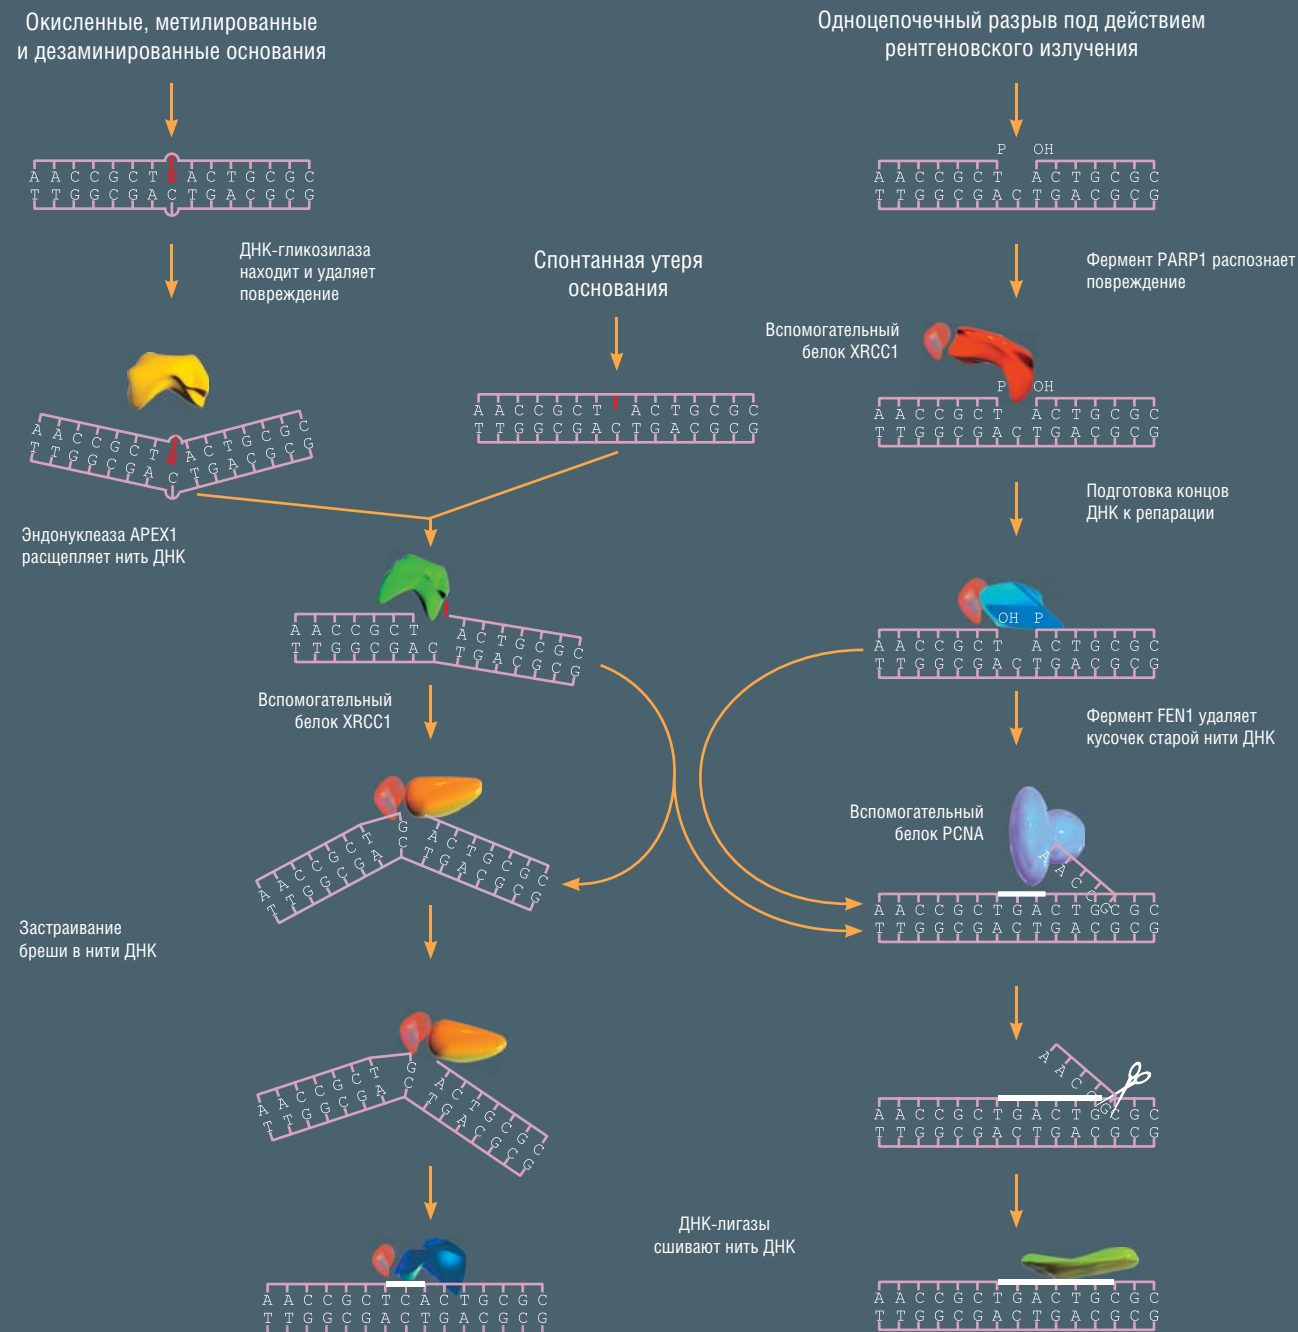 Окисленные, метилированные
и дезаминированные основания
Одноцепочечный разрыв под действием
рентгеновского излучения
P OH
A A C C G C T X A C T G C G C
T T G G C G A C T G A C G C G
A A C C G C T A C T G C G C
T T G G C G A C T G A C G C G
ДНК-гликозилаза
находит и удаляет
повреждение
Спонтанная утеря
основания
Фермент PARP1 распознает
повреждение
Вспомогательный
белок XRCC1
P OH
A A C C G C T A C T G C G C
T T G G C G A C T G A C G C G
A A C C G C T A C T G C G C
T T G G C G A C T G A C G C G
A A C C G C T X A C T G C G C
T T G G C G A C T G A C G C G
Подготовка концов
ДНК к репарации
Эндонуклеаза APEX1
расщепляет нить ДНК
OH P
A A C C G C T A C T G C G C
T T G G C G A C T G A C G C G
A A C C G C T A C T G C G C
T T G G C G A C T G A C G C G
Вспомогательный
белок XRCC1
Фермент FEN1 удаляет
кусочек старой нити ДНК
Вспомогательный
белок PCNA
A A C C G C T G A C T G C G C
T T G G C G A C T G A C G C G
A A C G G
A A C C G C T G A C T G C G C
T T G G C G A C T G A C G C G
Застраивание
бреши в нити ДНК
A A C C G C T G A C T G C G C
T T G G C G A C T G A C G C G
A A C G G
A A C C G C T G A C T G C G C
T T G G C G A C T G A C G C G
ДНК-лигазы
сшивают нить ДНК
A A C C G C T C A C T G C G C
T T G G C G A C T G A C G C G
A A C C G C T G A C T G C G C
T T G G C G A C T G A C G C G